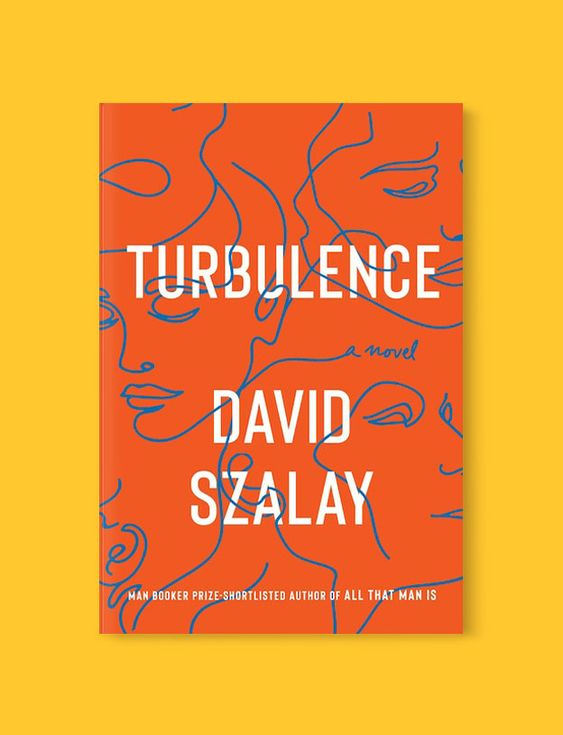 TURBULENCE
a novel
DAVID
SZALAY
MAN BOOKER PRIZE-SHORTLISTED AUTHOR OF ALL THAT MAN IS